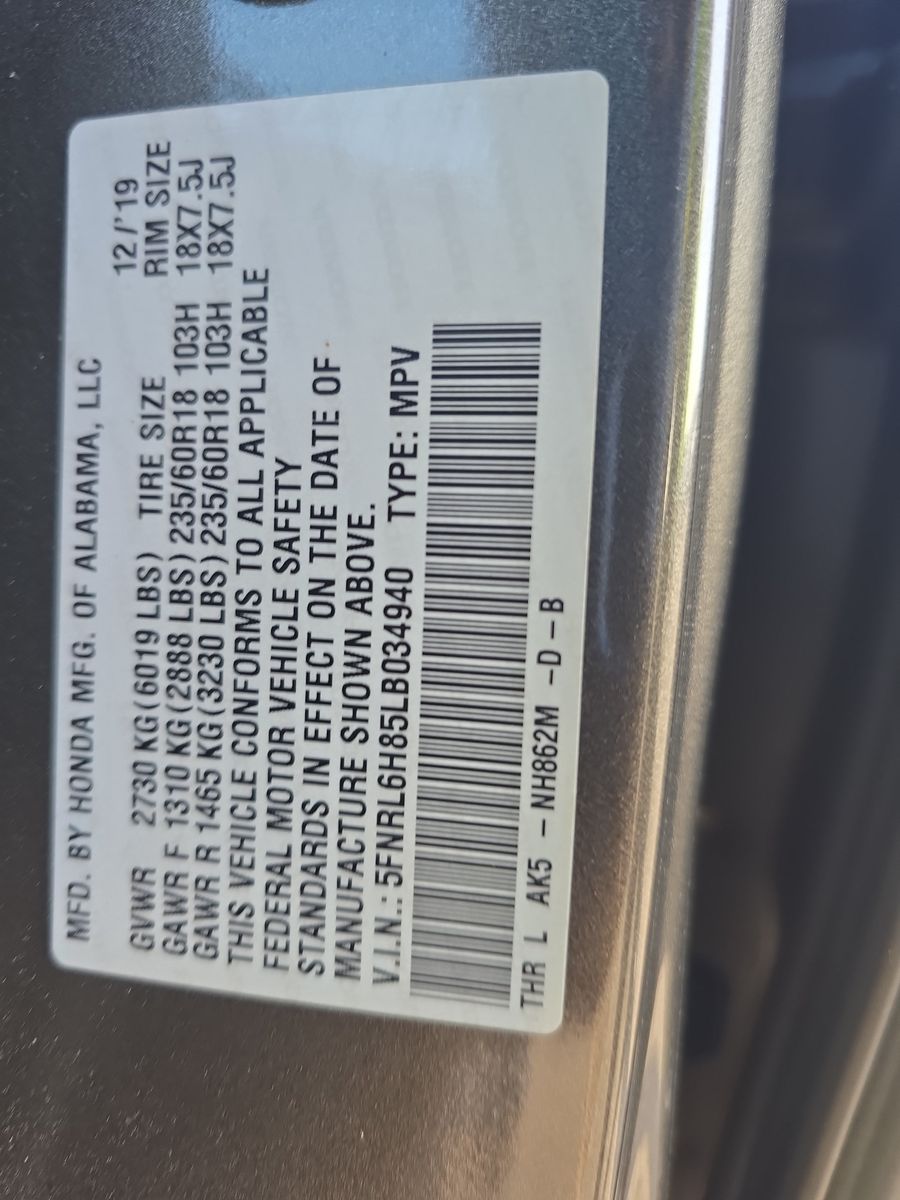 MFD. BY HONDA MFG. OF ALABAMA, LLC
12/'19
GVWR 2730 KG(6019 LBS) TIRE SIZE RIM SIZE
GAWR F 1310 KG(2888 LBS)235/60R18 103H 18X7.5J
GAWR R 1465 KG(3230 LBS)235/60R18 103H 18X7.5J
THIS VEHICLE CONFORMS TO ALL APPLICABLE
FEDERAL MOTOR VEHICLE SAFETY
STANDARDS IN EFFECT ON THE DATE OF
MANUFACTURE SHOWN ABOVE.
V.I.N.:5FNRL6H85LB034940 TYPE:MPV
THR L AK5 -NH862M -D-B